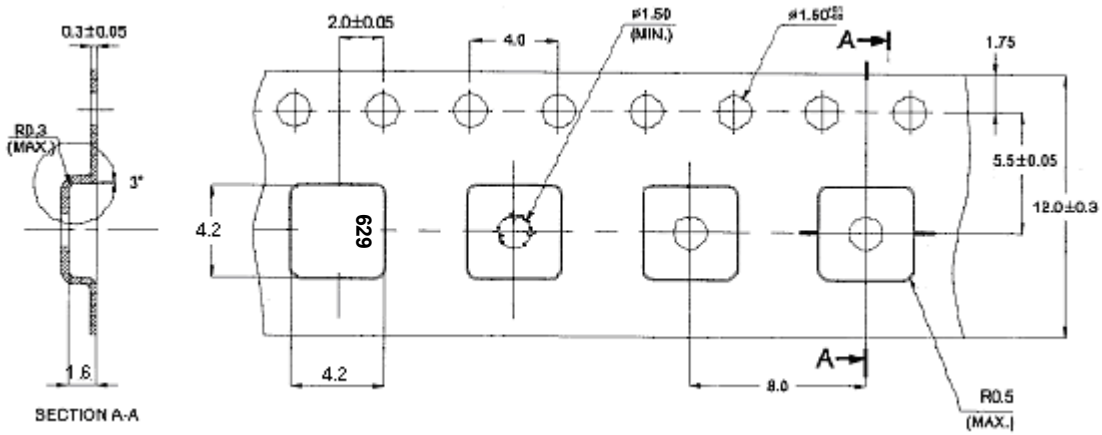 0.3±0.05
2.0±0.05
4.0
ø1.50
(MIN.)
A
1.75
R0.3
(MAX.)
3°
5.5±0.05
12.0±0.3
4.2
629
1.6
4.2
A
8.0
R0.5
(MAX.)
SECTION A-A